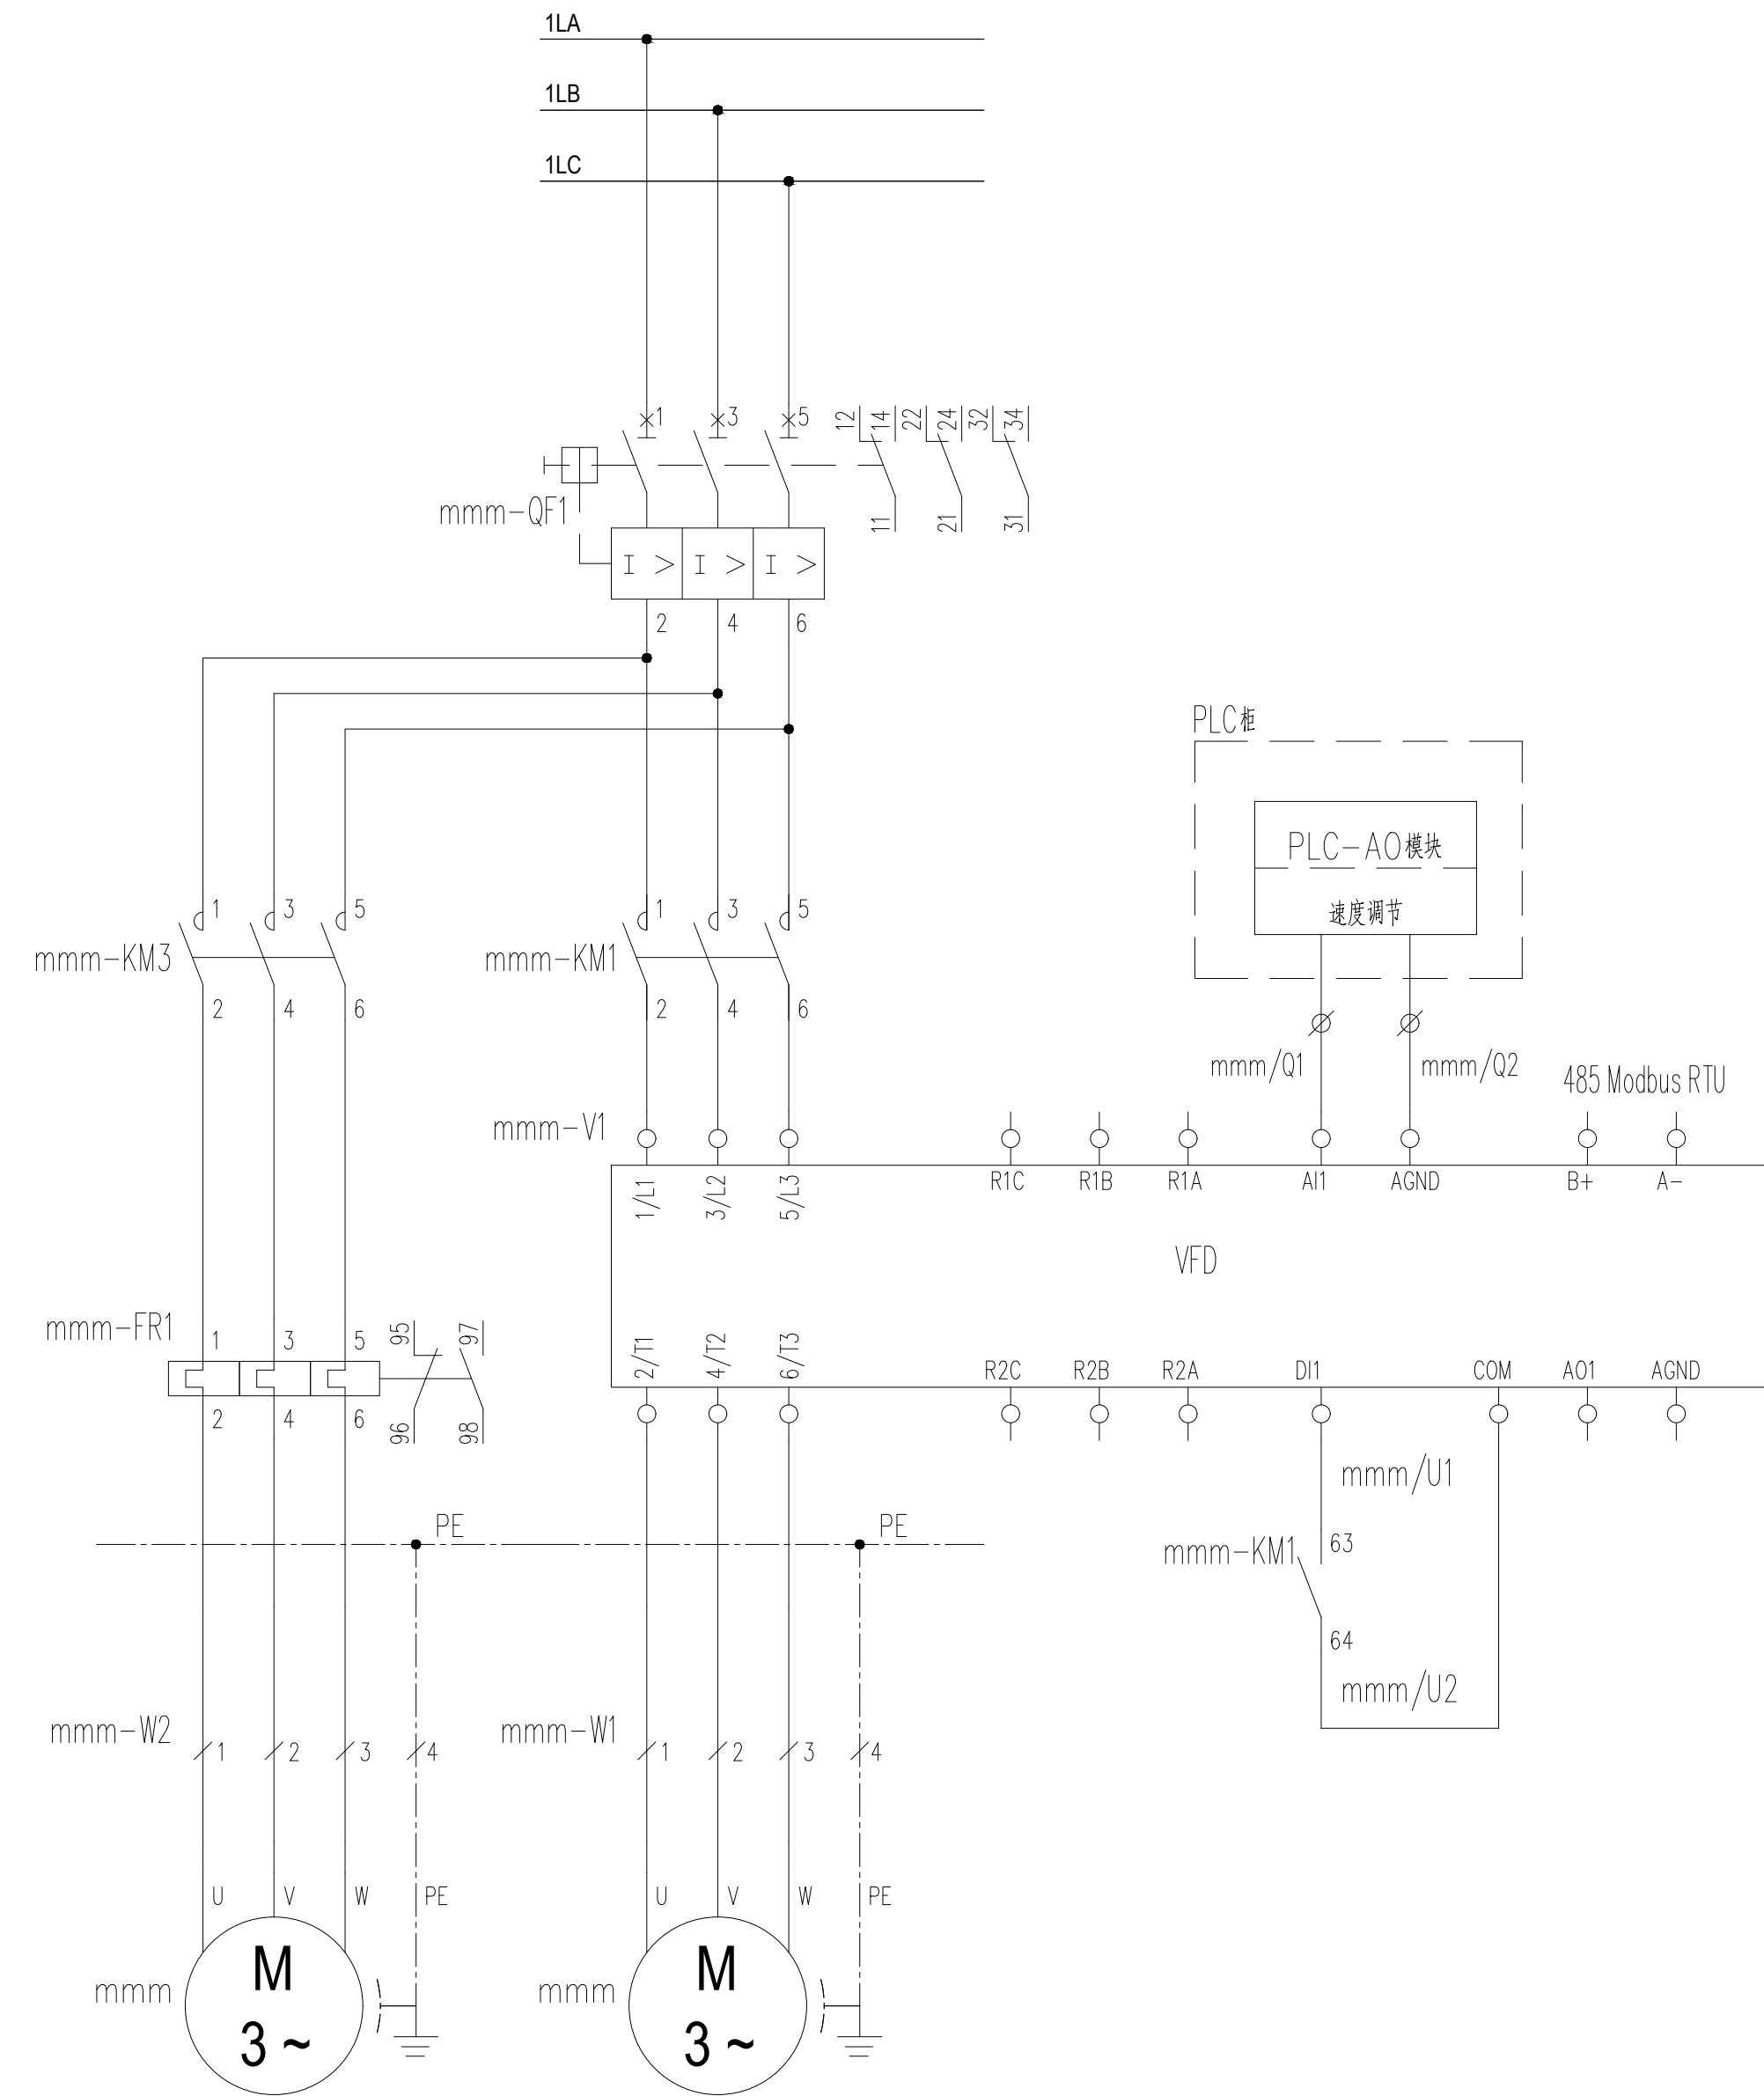 1LA
1LB
1LC
1 3 5 12 14 22 24 32 34
mmm-QF1
11 21 31
I > I > I >
2 4 6
PLC柜
PLC-AO模块
速度调节
1 3 5 1 3 5
mmm-KM3 mmm-KM1
2 4 6 2 4 6
mmm/Q1 mmm/Q2 485 Modbus RTU
mmm-V1
1/L1 3/L2 5/L3 R1C R1B R1A AI1 AGND B+ A-
VFD
mmm-FR1 1 3 5 95 97
2/T1 4/T2 6/T3 R2C R2B R2A DI1 COM AO1 AGND
2 4 6 96 98
mmm/U1
PE PE
mmm-KM1 63
64
mmm/U2
mmm-W2 1 2 3 4 mmm-W1 1 2 3 4
U V W PE U V W PE
mmm M mmm M
3~ 3~